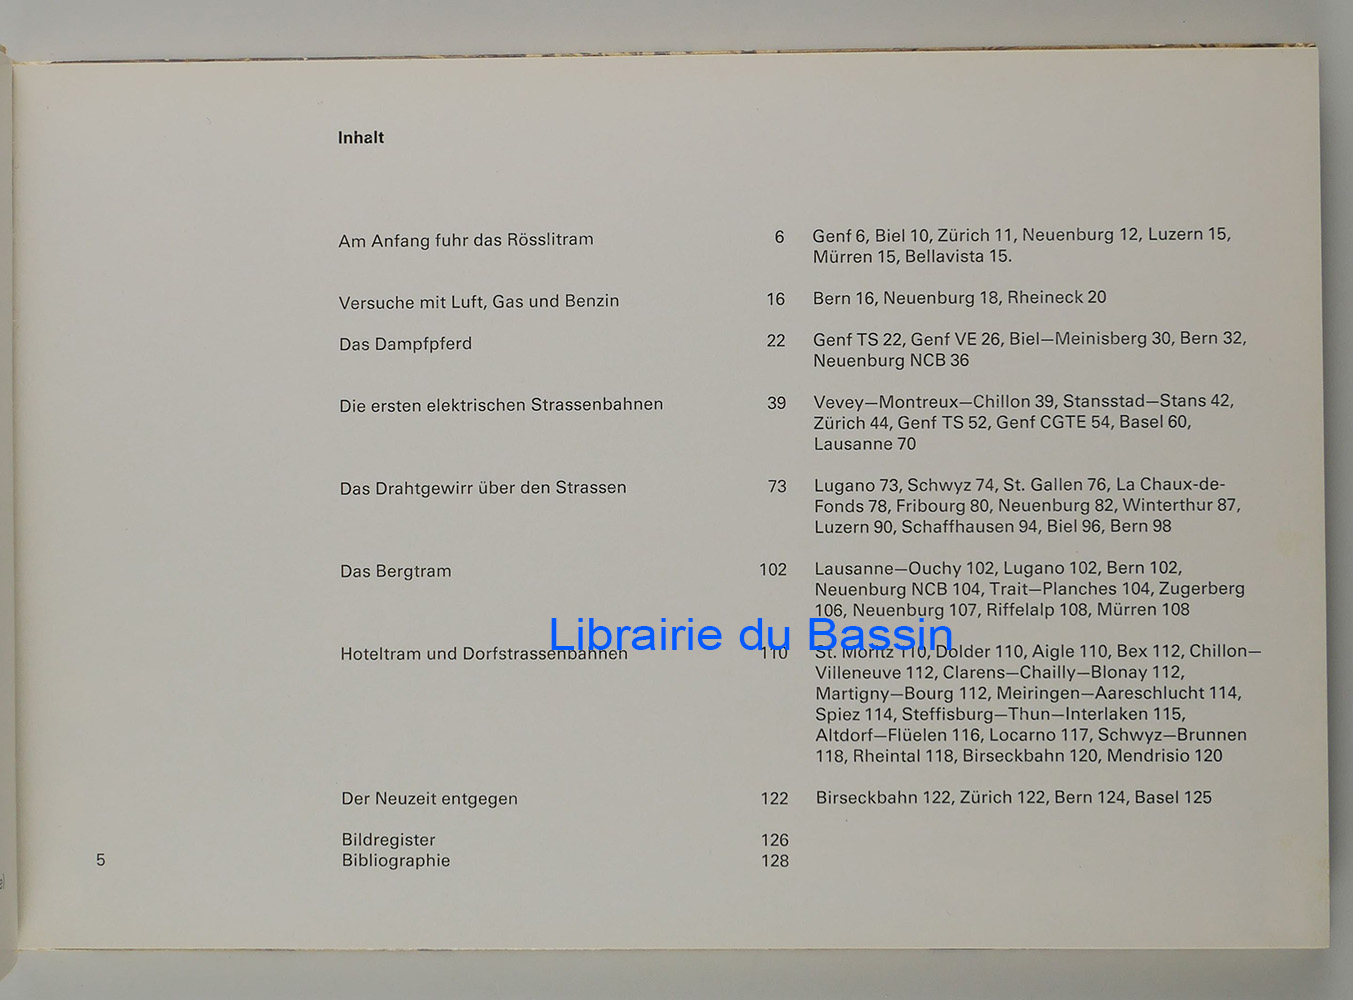 Inhalt
Am Anfang fuhr das Rösslitram 6 Genf 6, Biel 10, Zürich 11, Neuenburg 12, Luzern 15,
Mürren 15, Bellavista 15.
Versuche mit Luft, Gas und Benzin 16 Bern 16, Neuenburg 18, Rheineck 20
Das Dampfpferd 22 Genf TS 22, Genf VE 26, Biel—Meinisberg 30, Bern 32,
Neuenburg NCB 36
Die ersten elektrischen Strassenbahnen 39 Vevey—Montreux—Chillon 39, Stansstad—Stans 42,
Zürich 44, Genf TS 52, Genf CGTE 54, Basel 60,
Lausanne 70
Das Drahtgewirr über den Strassen 73 Lugano 73, Schwyz 74, St. Gallen 76, La Chaux-de-
Fonds 78, Fribourg 80, Neuenburg 82, Winterthur 87,
Luzern 90, Schaffhausen 94, Biel 96, Bern 98
Das Bergtram 102 Lausanne—Ouchy 102, Lugano 102, Bern 102,
Neuenburg NCB 104, Trait—Planches 104, Zugerberg
106, Neuenburg 107, Riffelalp 108, Mürren 108
Librairie du Bassin
Hoteltram und Dorfstrassenbahnen 110 St. Moritz 110, Dolder 110, Aigle 110, Bex 112, Chillon—
Villeneuve 112, Clarens—Chailly—Blonay 112,
Martigny—Bourg 112, Meiringen—Aareschlucht 114,
Spiez 114, Steffisburg—Thun—Interlaken 115,
Altdorf—Flüelen 116, Locarno 117, Schwyz—Brunnen
118, Rheintal 118, Birseckbahn 120, Mendrisio 120
Der Neuzeit entgegen 122 Birseckbahn 122, Zürich 122, Bern 124, Basel 125
Bildregister 126
Bibliographie 128
5